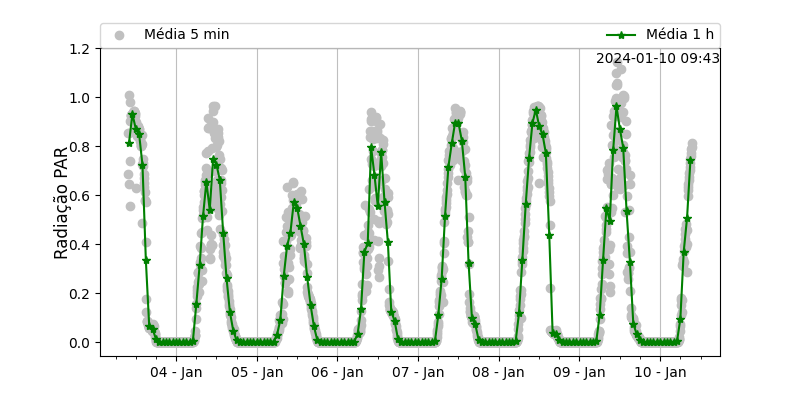 Média 5 min
Média 1 h
2024-01-10 09:43
Radiação PAR
1.2
1.0
0.8
0.6
0.4
0.2
0.0
04 - Jan
05 - Jan
06 - Jan
07 - Jan
08 - Jan
09 - Jan
10 - Jan